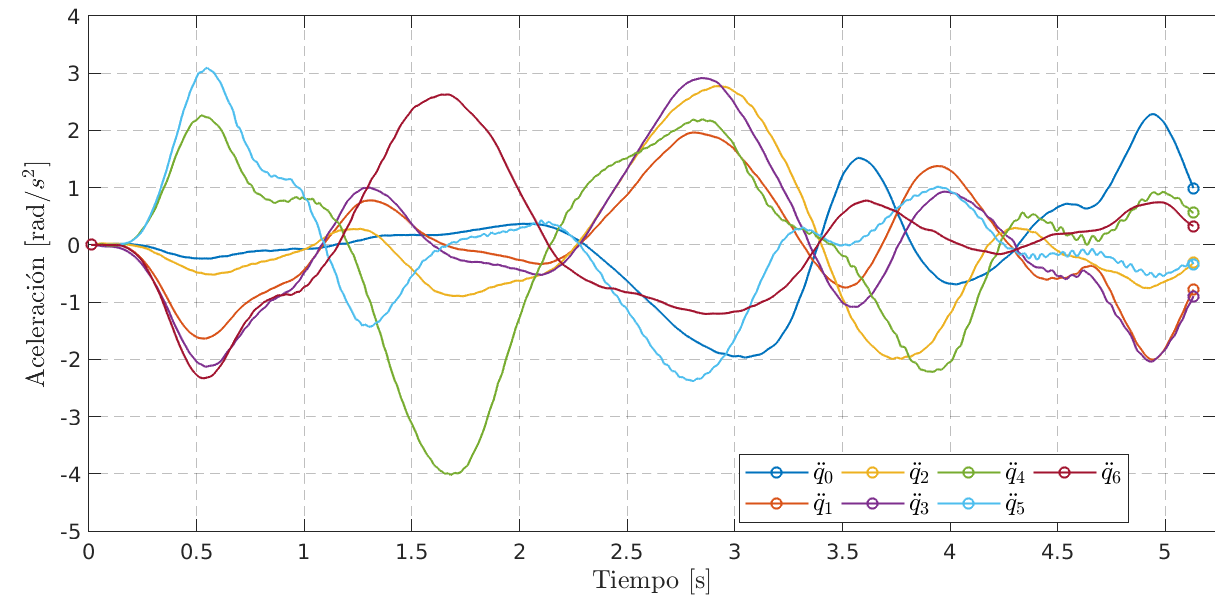 4
3
2
1
0
-1
-2
-3
-4
-5
Aceleración [rad/s²]
0 0.5 1 1.5 2 2.5 3 3.5 4 4.5 5
Tiempo [s]
q̈₀ q̈₂ q̈₄ q̈₆
q̈₁ q̈₃ q̈₅